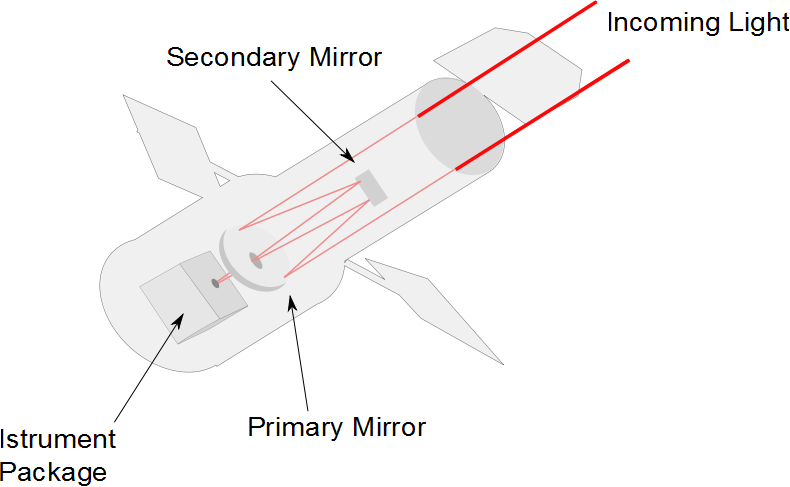 Incoming Light
Secondary Mirror
Primary Mirror
Istrument
Package